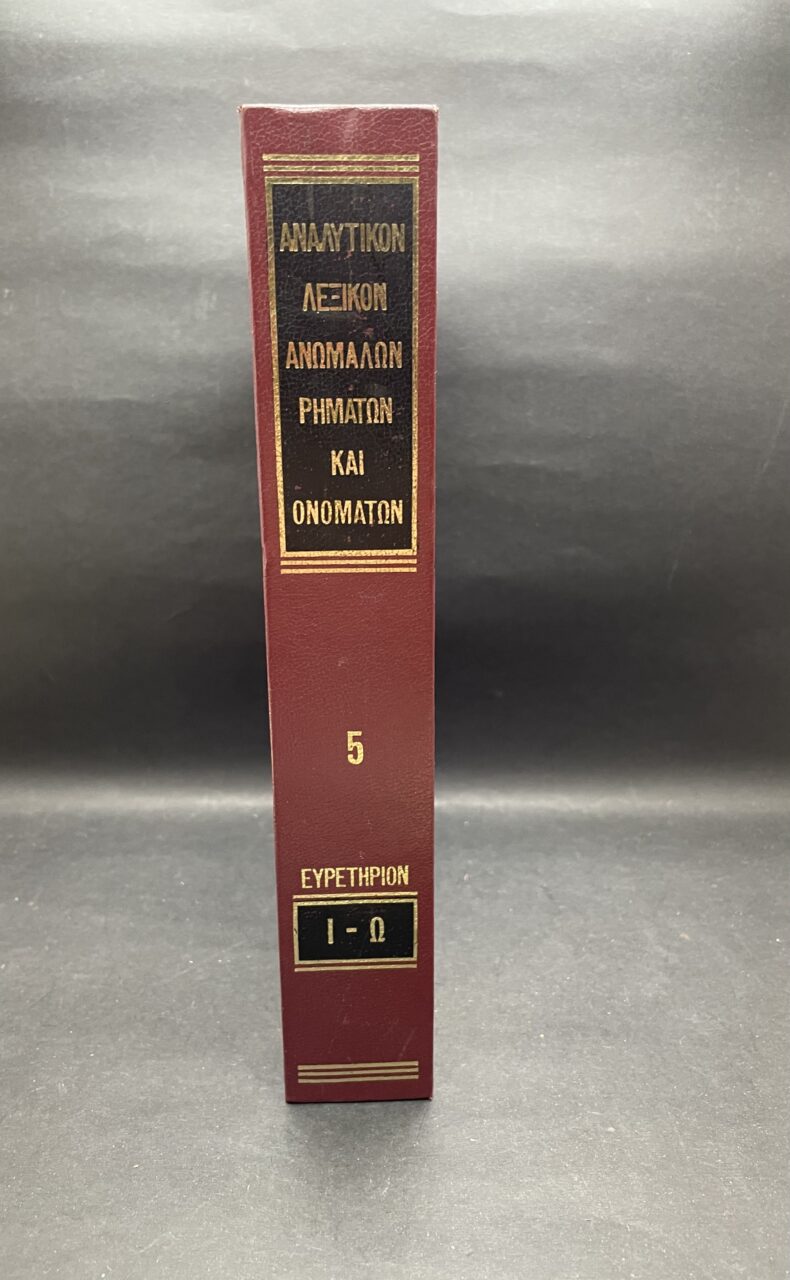 ΑΝΑΛΥΤΙΚΟΝ
ΛΕΞΙΚΟΝ
ΑΝΩΜΑΛΩΝ
ΡΗΜΑΤΩΝ
ΚΑΙ
ΟΝΟΜΑΤΩΝ
5
ΕΥΡΕΤΗΡΙΟΝ
Ι - Ω